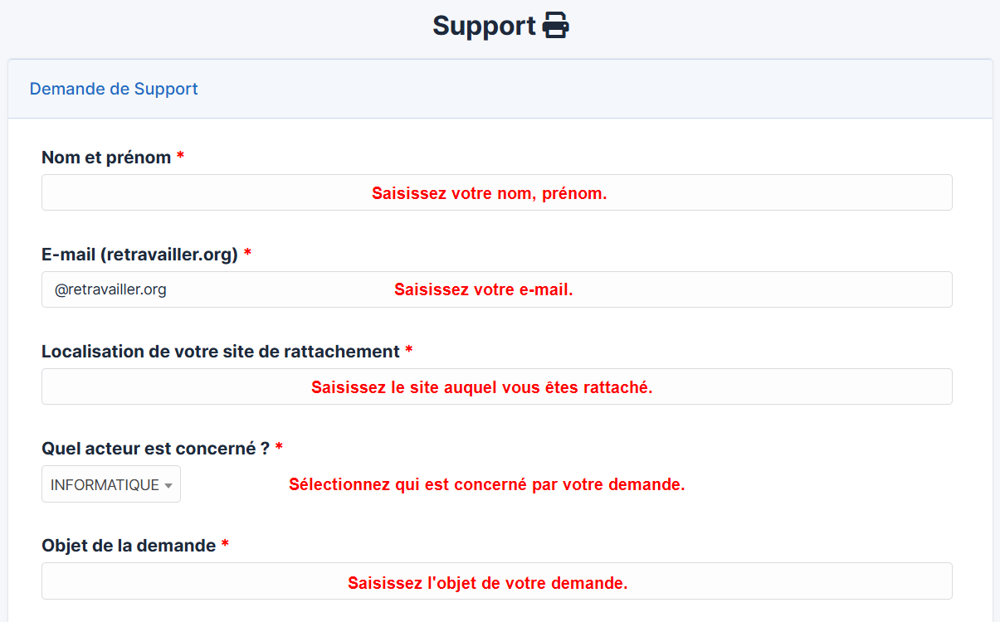 Support
Demande de Support
Nom et prénom *
Saisissez votre nom, prénom.
E-mail (retravailler.org) *
@retravailler.org Saisissez votre e-mail.
Localisation de votre site de rattachement *
Saisissez le site auquel vous êtes rattaché.
Quel acteur est concerné ? *
INFORMATIQUE Sélectionnez qui est concerné par votre demande.
Objet de la demande *
Saisissez l'objet de votre demande.